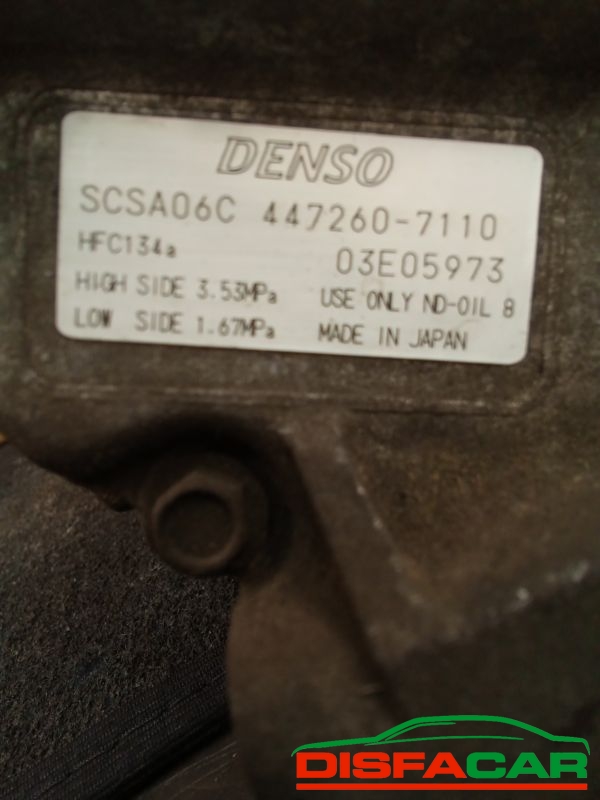 DENSO
SCSA06C 447260-7110
HFC134a 03E05973
HIGH SIDE 3.53MPa USE ONLY ND-OIL 8
LOW SIDE 1.67MPa MADE IN JAPAN
DISFACAR